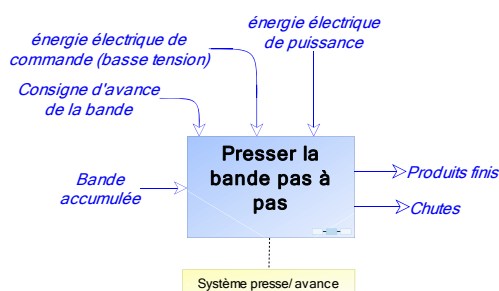 énergie électrique
de puissance
énergie électrique de
commande (basse tension)
Consigne d'avance
de la bande
Presser la
bande pas à
pas
Bande
accumulée
Produits finis
Chutes
Système presse/ avance